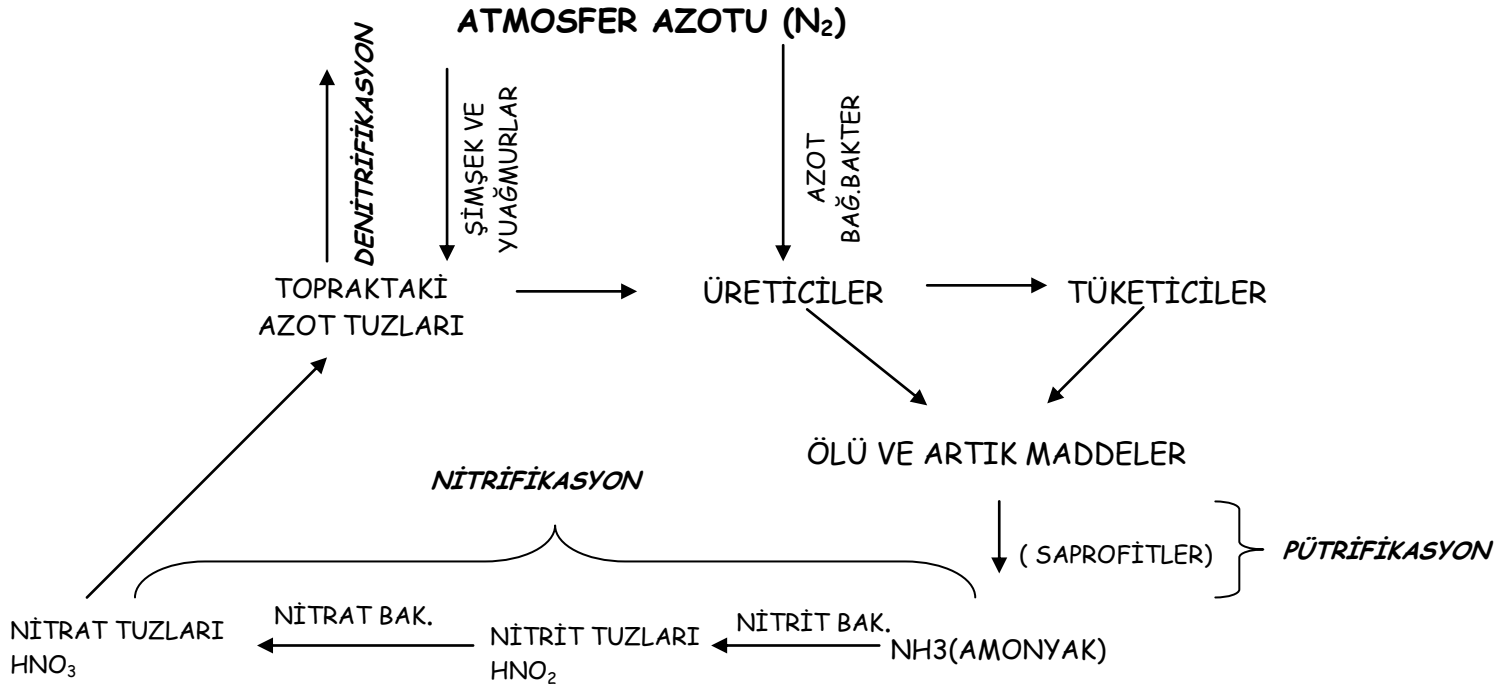 ATMOSFER AZOTU (N₂)
DENİTRİFİKASYON
ŞİMŞEK VE
YUAĞMURLAR
AZOT
BAĞ.BAKTER
TOPRAKTAKİ
AZOT TUZLARI
ÜRETİCİLER
TÜKETİCİLER
ÖLÜ VE ARTIK MADDELER
NİTRİFİKASYON
( SAPROFİTLER)
PÜTRİFİKASYON
NİTRAT TUZLARI
HNO₃
NİTRAT BAK.
NİTRİT TUZLARI
HNO₂
NİTRİT BAK.
NH3(AMONYAK)